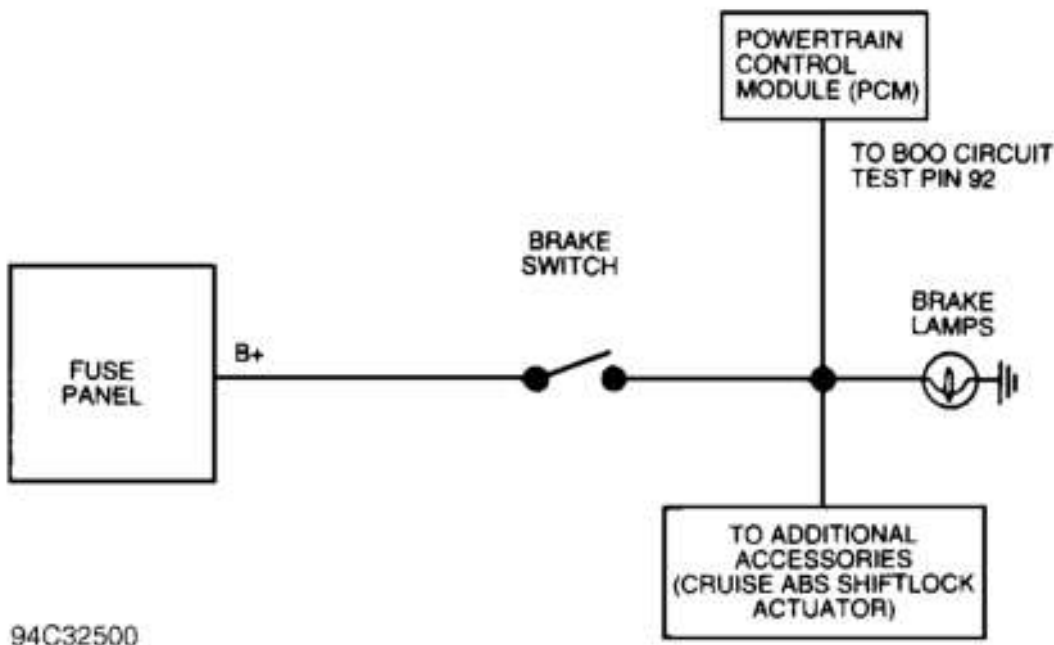 POWERTRAIN
CONTROL
MODULE (PCM)
TO BOO CIRCUIT
TEST PIN 92
BRAKE
SWITCH
BRAKE
LAMPS
FUSE
PANEL
B+
TO ADDITIONAL
ACCESSORIES
(CRUISE ABS SHIFTLOCK
ACTUATOR)
94C32500